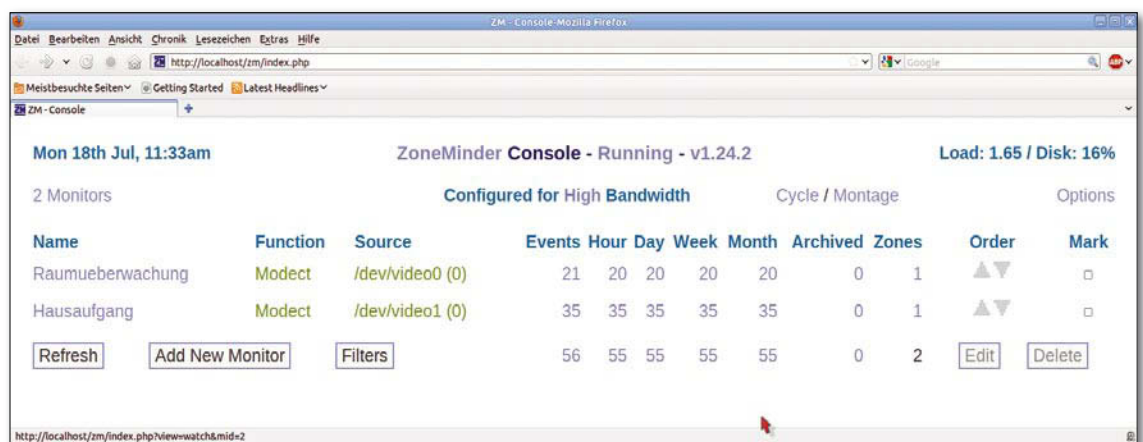 ZM - Console-Mozilla Firefox
Datei Bearbeiten Ansicht Chronik Lesezeichen Extras Hilfe
ZM http://localhost/zm/index.php Google ABP
Meistbesuchte Seiten Getting Started Latest Headlines
ZM ZM - Console
Mon 18th Jul, 11:33am ZoneMinder Console - Running - v1.24.2 Load: 1.65 / Disk: 16%
2 Monitors Configured for High Bandwidth Cycle / Montage Options
Name Function Source Events Hour Day Week Month Archived Zones Order Mark
Raumueberwachung Modect /dev/video0 (0) 21 20 20 20 20 0 1
Hausaufgang Modect /dev/video1 (0) 35 35 35 35 35 0 1
Refresh Add New Monitor Filters 56 55 55 55 55 0 2 Edit Delete
http://localhost/zm/index.php?view=watch&mid=2